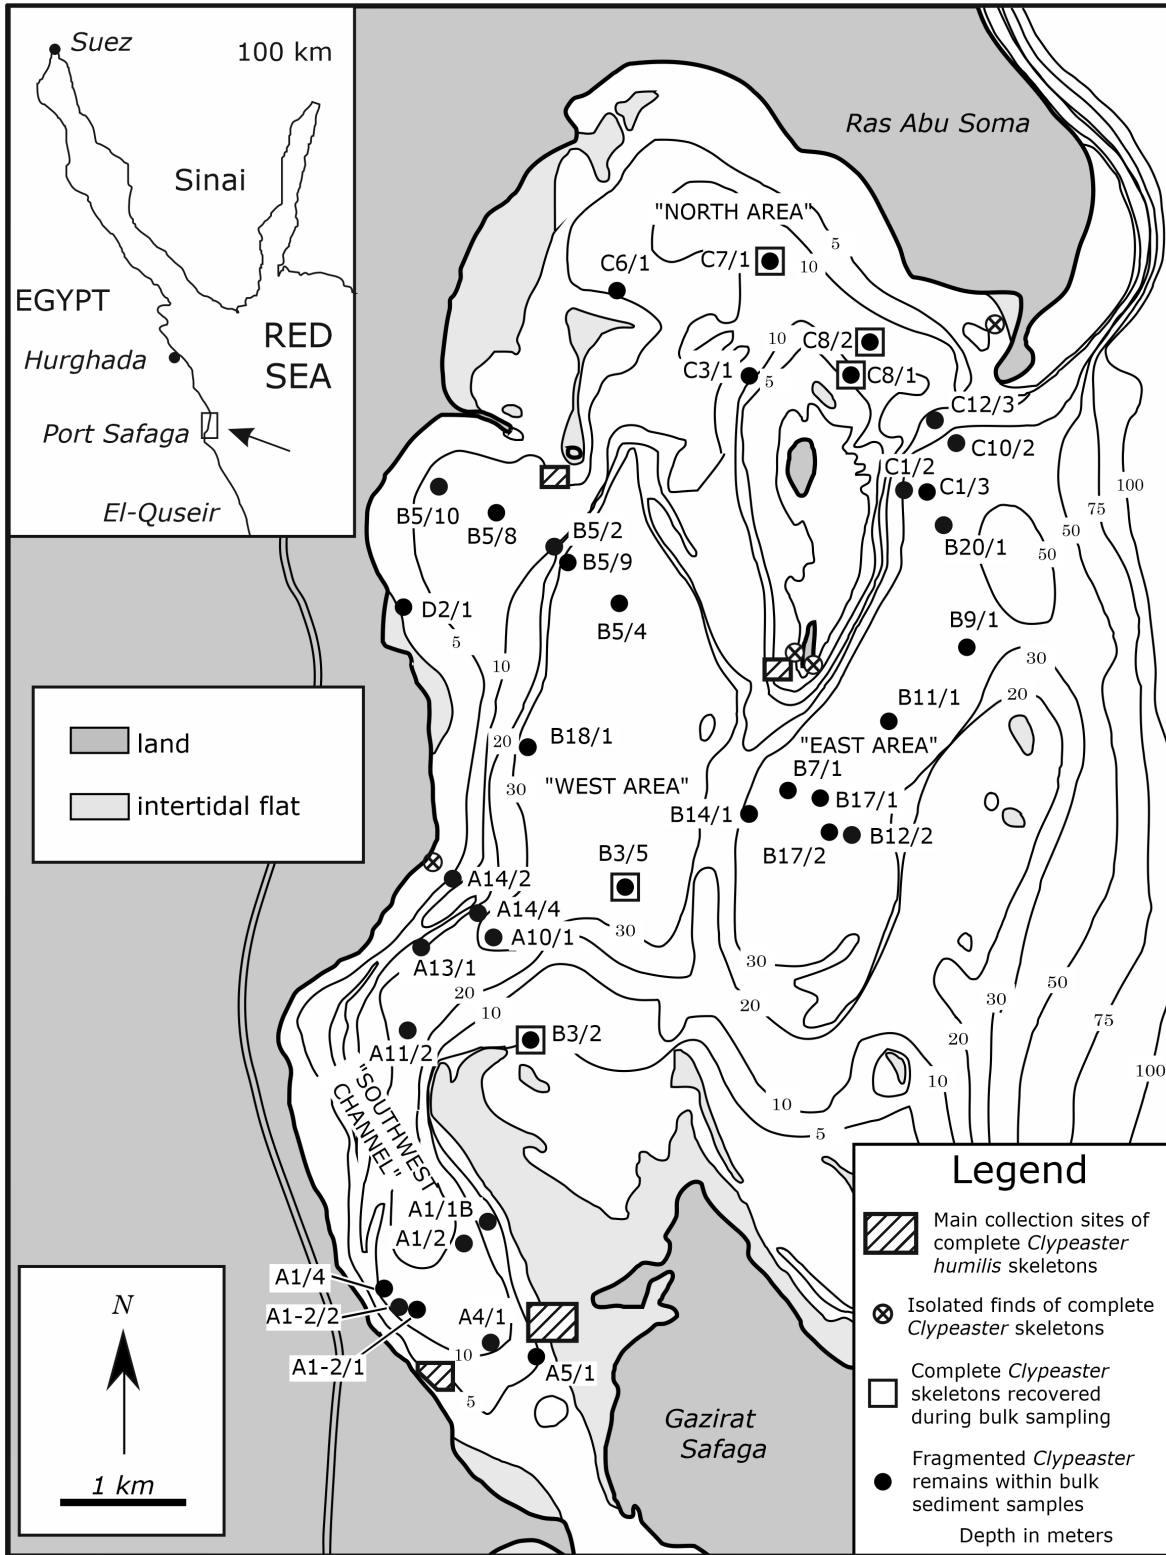 Suez
100 km
Sinai
EGYPT
RED
SEA
Hurghada
Port Safaga
El-Quseir
Ras Abu Soma
"NORTH AREA"
5
C7/1
10
C6/1
10
C8/2
C3/1
5
C8/1
C12/3
C10/2
C1/2
100
C1/3
75
50
B5/10
B5/8
B5/2
B20/1
50
B5/9
D2/1
B5/4
B9/1
5
10
30
20
B11/1
20
B18/1
"EAST AREA"
land
30
"WEST AREA"
B7/1
B17/1
intertidal flat
B14/1
B12/2
B17/2
B3/5
A14/2
A14/4
30
A10/1
A13/1
30
20
50
10
20
30
75
A11/2
B3/2
20
100
10
10
5
"SOUTHWEST
CHANNEL"
A1/1B
A1/2
A1/4
A1-2/2
A4/1
A1-2/1
10
A5/1
5
Gazirat
Safaga
N
1 km
Legend
Main collection sites of
complete Clypeaster
humilis skeletons
Isolated finds of complete
Clypeaster skeletons
Complete Clypeaster
skeletons recovered
during bulk sampling
Fragmented Clypeaster
remains within bulk
sediment samples
Depth in meters